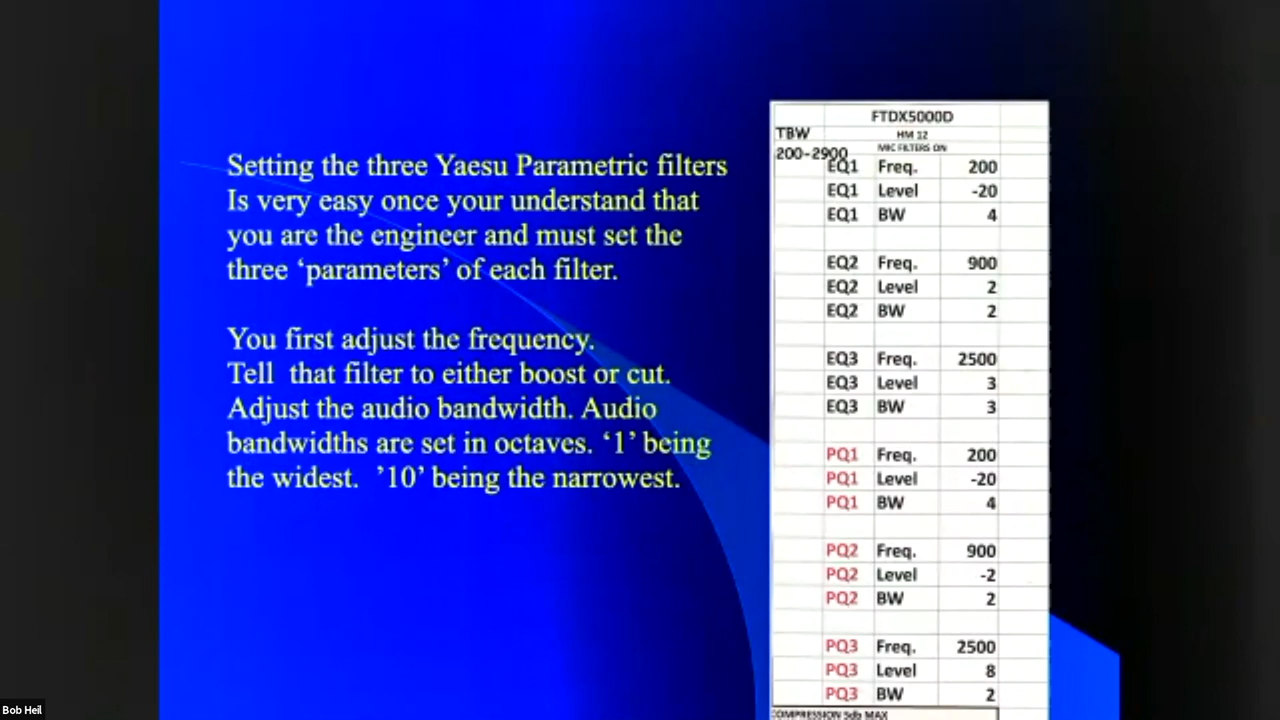 Setting the three Yaesu Parametric filters
Is very easy once your understand that
you are the engineer and must set the
three ‘parameters’ of each filter.
You first adjust the frequency.
Tell that filter to either boost or cut.
Adjust the audio bandwidth. Audio
bandwidths are set in octaves. ‘1’ being
the widest. ’10’ being the narrowest.
FTDX5000D
TBW HM 12
200-2900 MIC FILTERS ON
EQ1 Freq. 200
EQ1 Level -20
EQ1 BW 4
EQ2 Freq. 900
EQ2 Level 2
EQ2 BW 2
EQ3 Freq. 2500
EQ3 Level 3
EQ3 BW 3
PQ1 Freq. 200
PQ1 Level -20
PQ1 BW 4
PQ2 Freq. 900
PQ2 Level -2
PQ2 BW 2
PQ3 Freq. 2500
PQ3 Level 8
PQ3 BW 2
COMPRESSION 5db MAX
Bob Heil